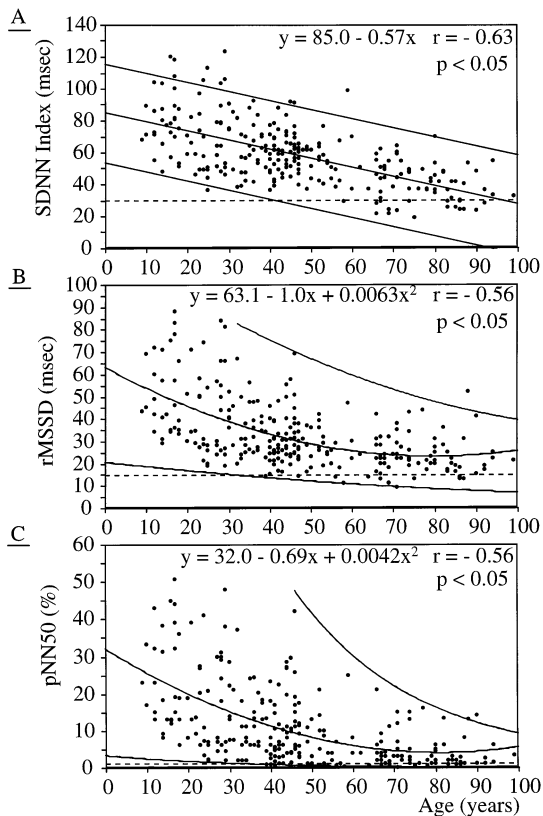 A
y = 85.0 - 0.57x r = - 0.63
p < 0.05
SDNN Index (msec)
140
120
100
80
60
40
20
0
0 10 20 30 40 50 60 70 80 90 100
B
y = 63.1 - 1.0x + 0.0063x² r = - 0.56
p < 0.05
rMSSD (msec)
100
90
80
70
60
50
40
30
20
10
0
0 10 20 30 40 50 60 70 80 90 100
C
y = 32.0 - 0.69x + 0.0042x² r = - 0.56
p < 0.05
pNN50 (%)
60
50
40
30
20
10
0
0 10 20 30 40 50 60 70 80 90 100
Age (years)